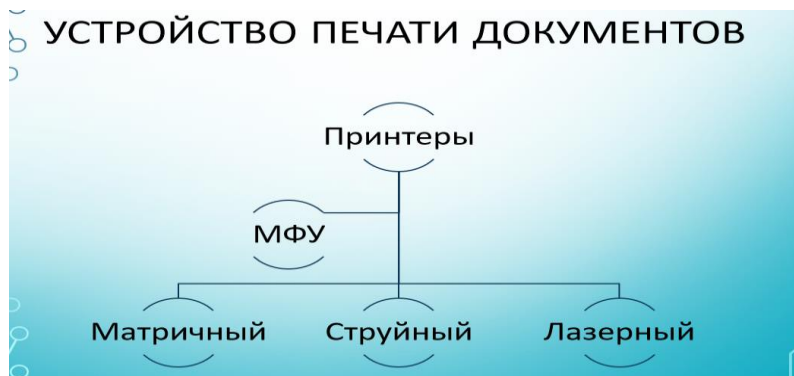 УСТРОЙСТВО ПЕЧАТИ ДОКУМЕНТОВ
Принтеры
МФУ
Матричный Струйный Лазерный